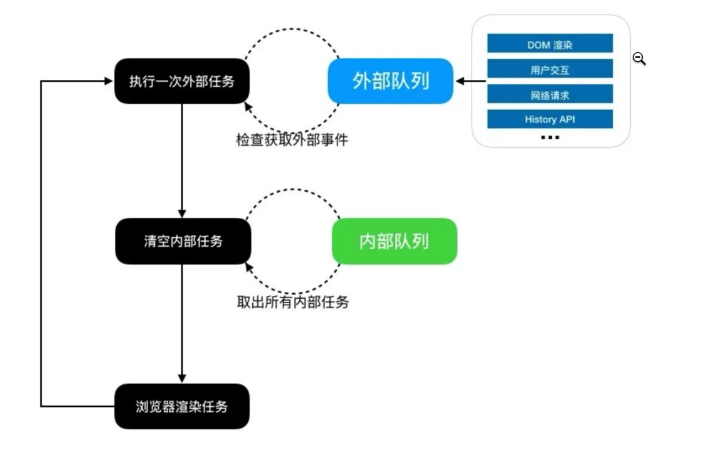 DOM 渲染
执行一次外部任务
外部队列
用户交互
网络请求
History API
...
检查获取外部事件
清空内部任务
内部队列
取出所有内部任务
浏览器渲染任务